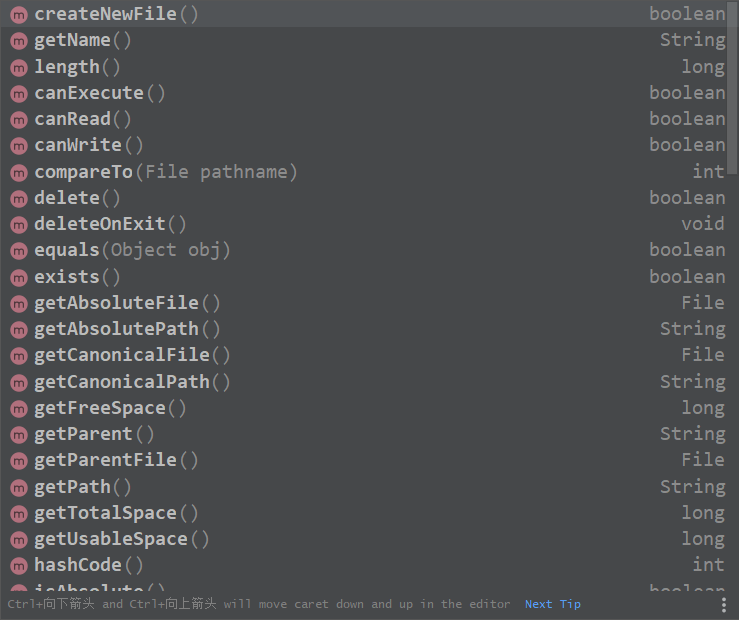 m createNewFile() boolean
m getName() String
m length() long
m canExecute() boolean
m canRead() boolean
m canWrite() boolean
m compareTo(File pathname) int
m delete() boolean
m deleteOnExit() void
m equals(Object obj) boolean
m exists() boolean
m getAbsoluteFile() File
m getAbsolutePath() String
m getCanonicalFile() File
m getCanonicalPath() String
m getFreeSpace() long
m getParent() String
m getParentFile() File
m getPath() String
m getTotalSpace() long
m getUsableSpace() long
m hashCode() int
m isAbsolute() boolean
Ctrl+向下箭头 and Ctrl+向上箭头 will move caret down and up in the editor Next Tip